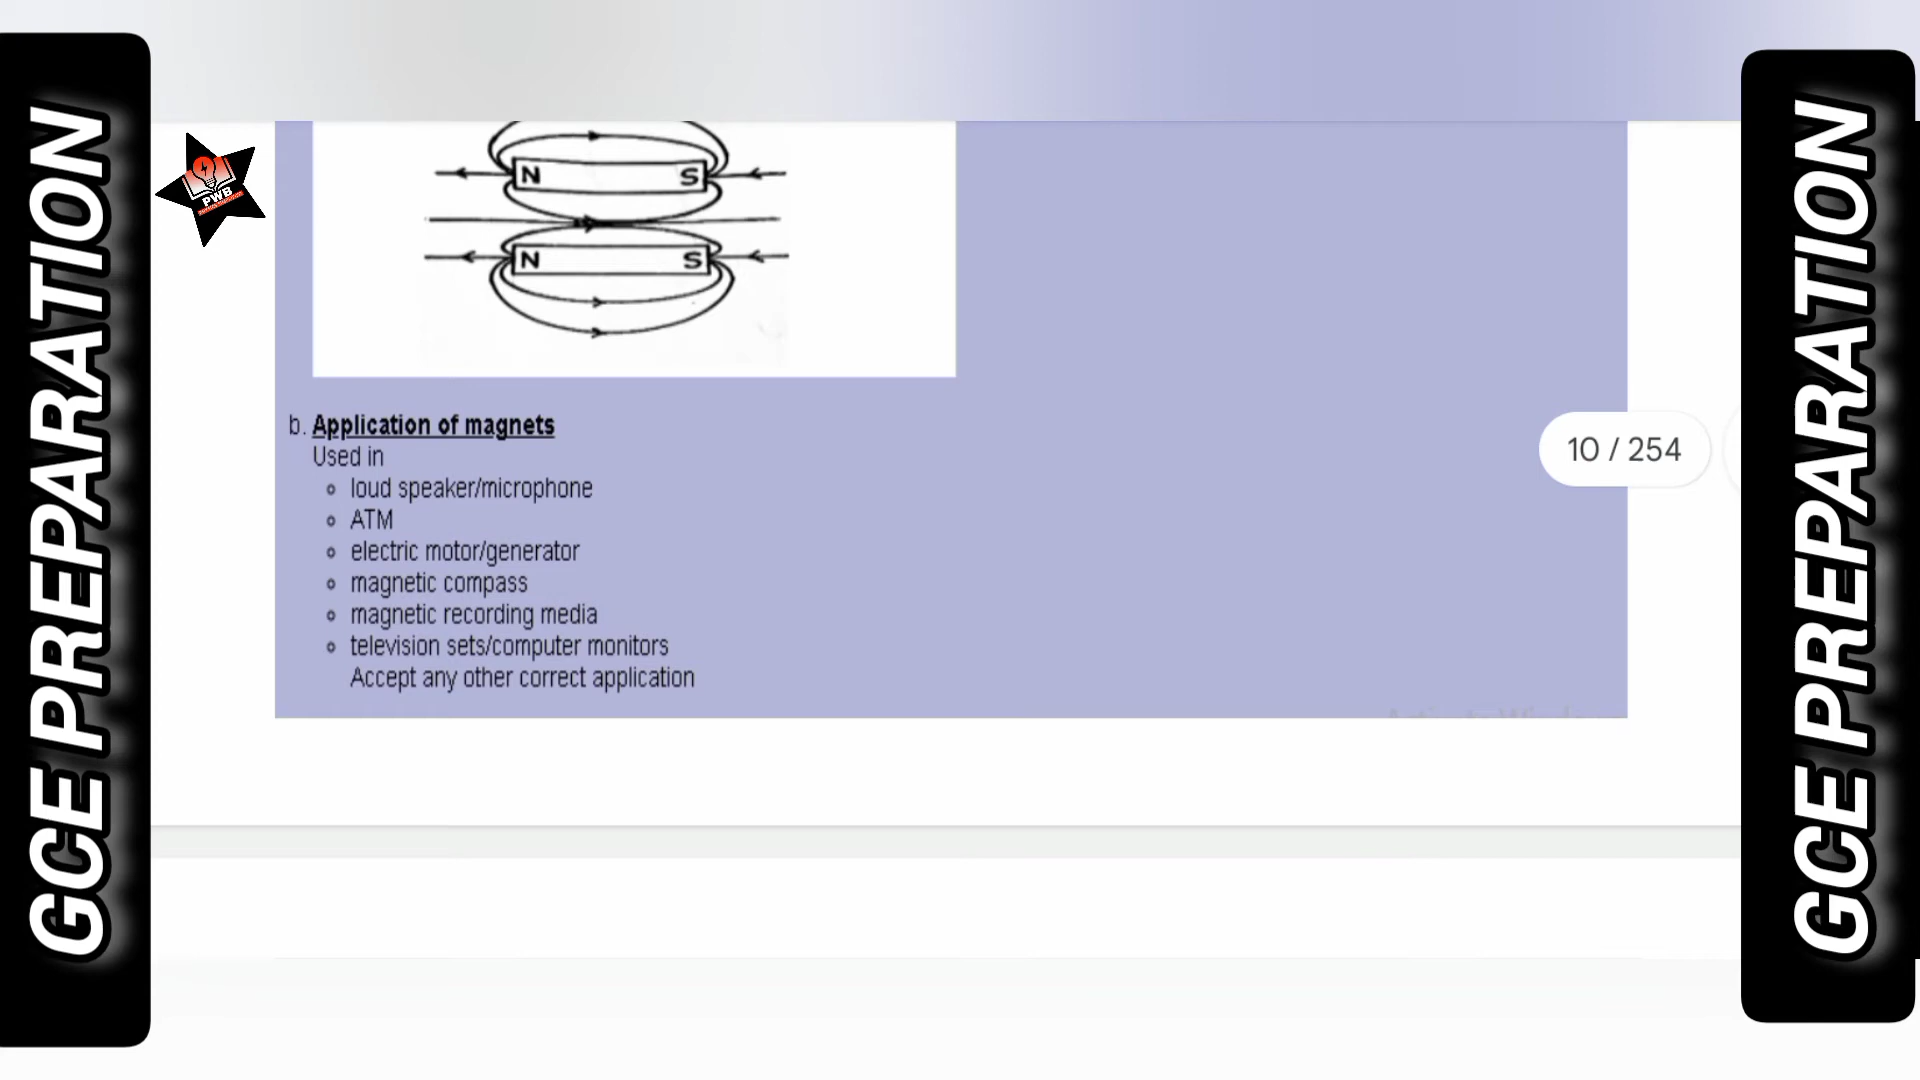 GCE PREPARATION
PWB
N S
N S
b. Application of magnets
Used in
loud speaker/microphone
ATM
electric motor/generator
magnetic compass
magnetic recording media
television sets/computer monitors
Accept any other correct application
10 / 254
GCE PREPARATION